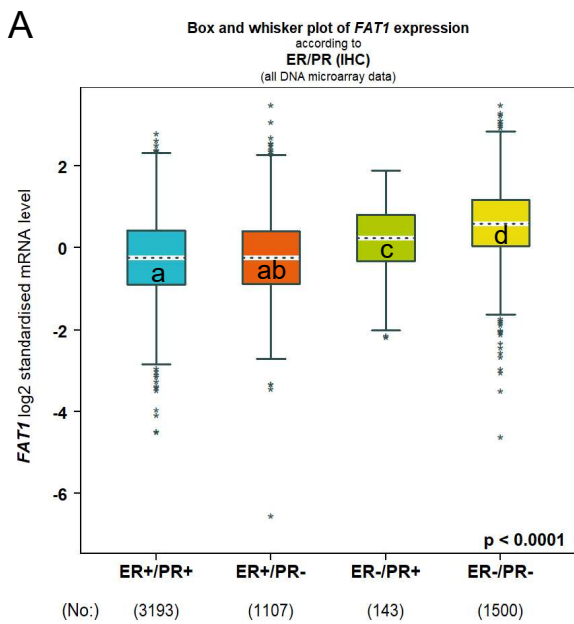 A
Box and whisker plot of FAT1 expression
according to
ER/PR (IHC)
(all DNA microarray data)
FAT1 log2 standardised mRNA level
2
0
-2
-4
-6
a
ab
c
d
p < 0.0001
ER+/PR+ ER+/PR- ER-/PR+ ER-/PR-
(No:) (3193) (1107) (143) (1500)